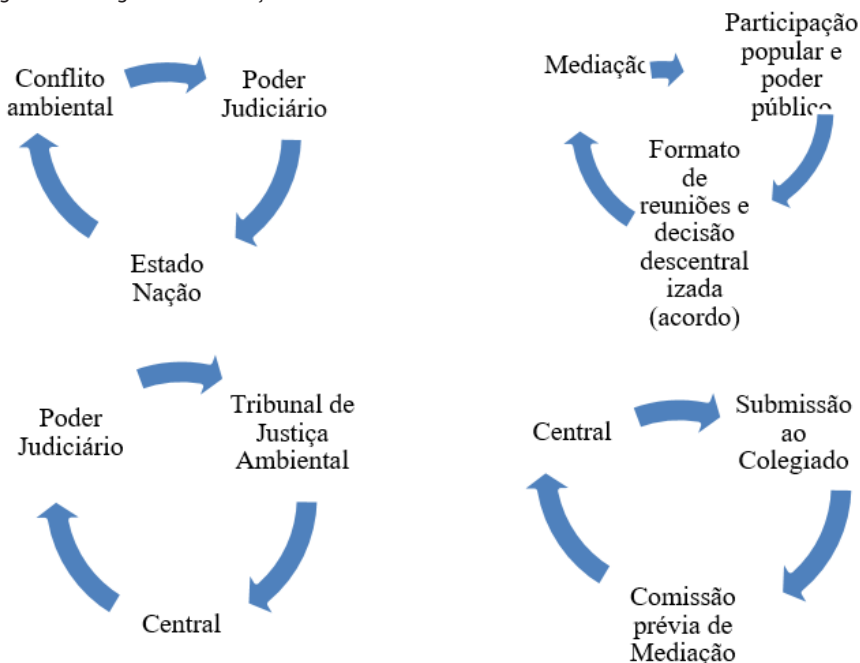 Conflito
ambiental
Poder
Judiciário
Estado
Nação
Mediação
Participação
popular e
poder
público
Formato
de
reuniões e
decisão
descentral
izada
(acordo)
Poder
Judiciário
Tribunal de
Justiça
Ambiental
Central
Central
Submissão
ao
Colegiado
Comissão
prévia de
Mediação